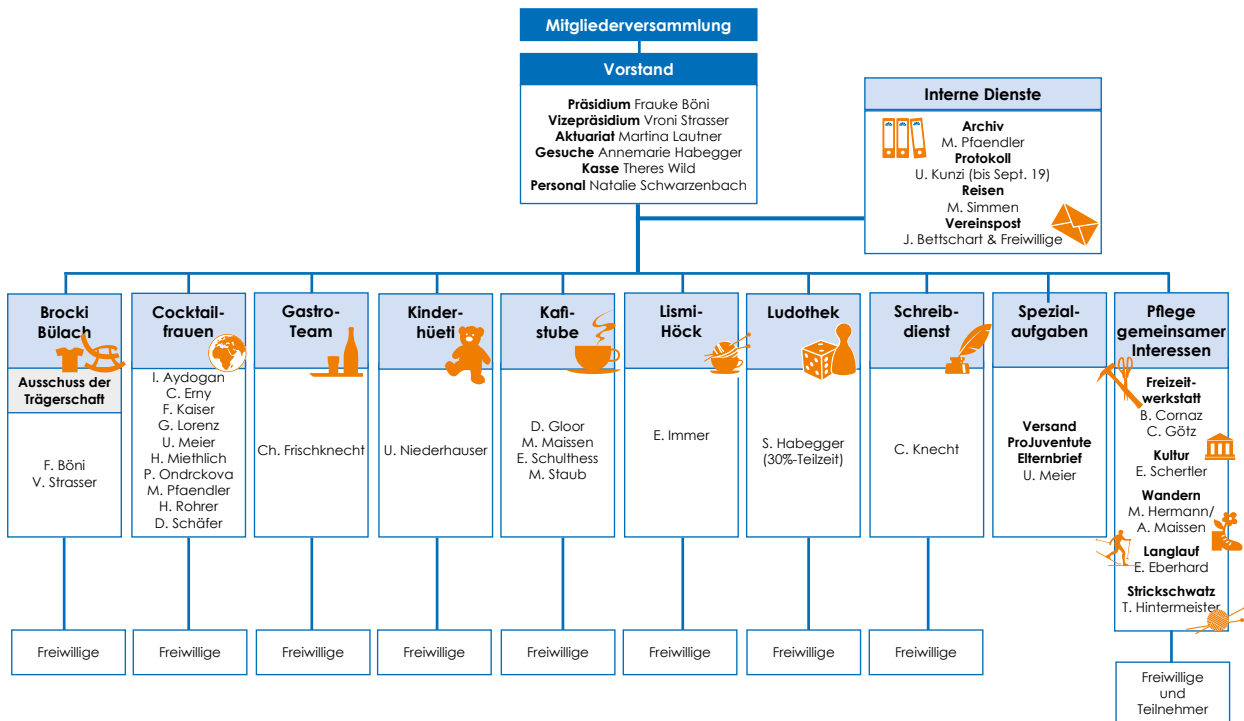 Mitgliederversammlung
Vorstand
Präsidium Frauke Böni
Vizepräsidium Vroni Strasser
Aktuariat Martina Lautner
Gesuche Annemarie Habegger
Kasse Theres Wild
Personal Natalie Schwarzenbach
Interne Dienste
Archiv
M. Pfaendler
Protokoll
U. Kunzi (bis Sept. 19)
Reisen
M. Simmen
Vereinspost
J. Bettschart & Freiwillige
Brocki
Bülach
Ausschuss der
Trägerschaft
F. Böni
V. Strasser
Freiwillige
Cocktail-
frauen
I. Aydogan
C. Erny
F. Kaiser
G. Lorenz
U. Meier
H. Miethlich
P. Ondrckova
M. Pfaendler
H. Rohrer
D. Schäfer
Freiwillige
Gastro-
Team
Ch. Frischknecht
Freiwillige
Kinder-
hüeti
U. Niederhauser
Freiwillige
Kafi-
stube
D. Gloor
M. Maissen
E. Schulthess
M. Staub
Freiwillige
Lismi-
Höck
E. Immer
Freiwillige
Ludothek
S. Habegger
(30%-Teilzeit)
Freiwillige
Schreib-
dienst
C. Knecht
Freiwillige
Spezial-
aufgaben
Versand
ProJuventute
Elternbrief
U. Meier
Pflege
gemeinsamer
Interessen
Freizeit-
werkstatt
B. Cornaz
C. Götz
Kultur
E. Schertler
Wandern
M. Hermann/
A. Maissen
Langlauf
E. Eberhard
Strickschwatz
T. Hintermeister
Freiwillige
und
Teilnehmer